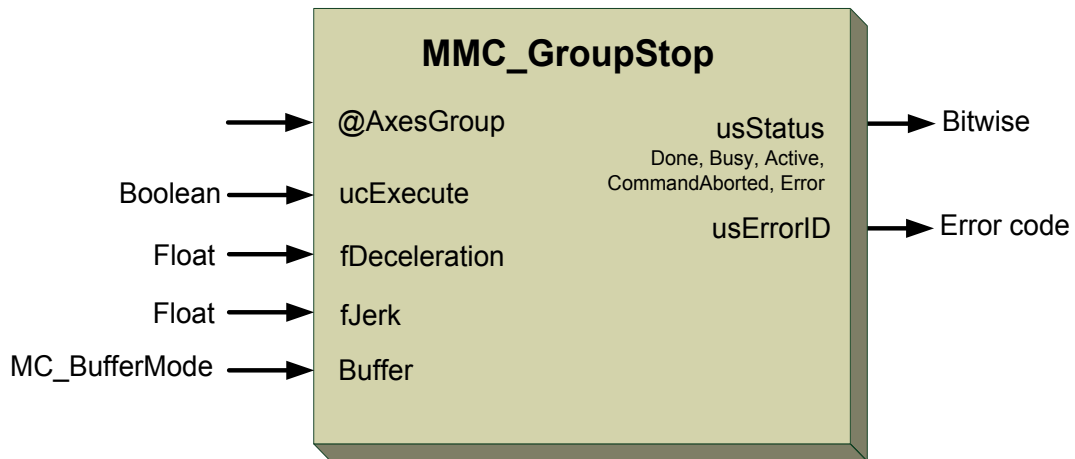 MMC_GroupStop
@AxesGroup
usStatus
Bitwise
Done, Busy, Active,
CommandAborted, Error
Boolean
ucExecute
usErrorID
Error code
Float
fDeceleration
Float
fJerk
MC_BufferMode
Buffer